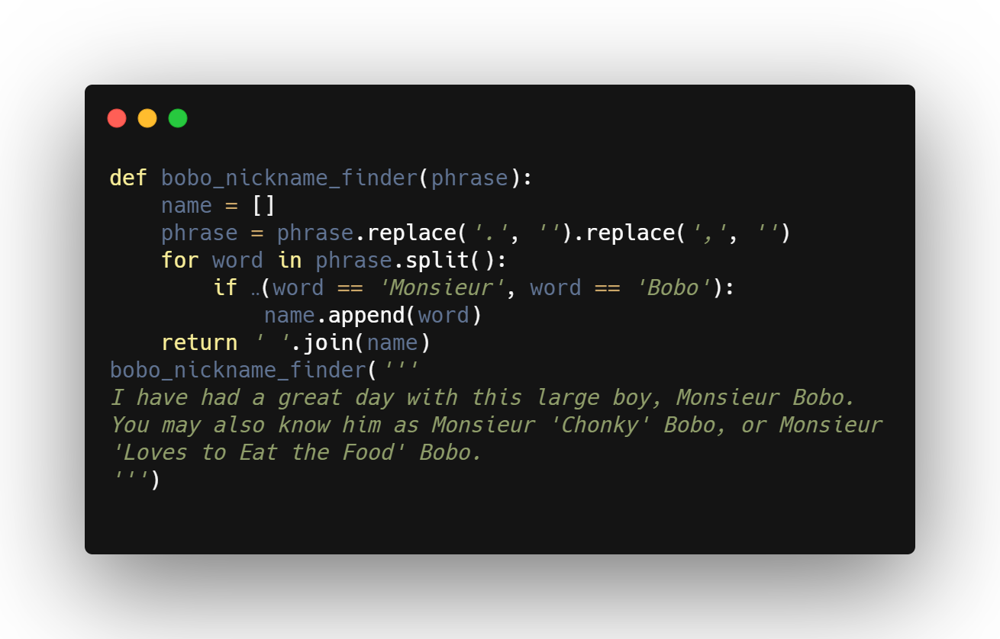 def bobo_nickname_finder(phrase):
    name = []
    phrase = phrase.replace('.', '').replace(',', '')
    for word in phrase.split():
        if ..(word == 'Monsieur', word == 'Bobo'):
            name.append(word)
    return ' '.join(name)
bobo_nickname_finder('''
I have had a great day with this large boy, Monsieur Bobo.
You may also know him as Monsieur 'Chonky' Bobo, or Monsieur
'Loves to Eat the Food' Bobo.
''')